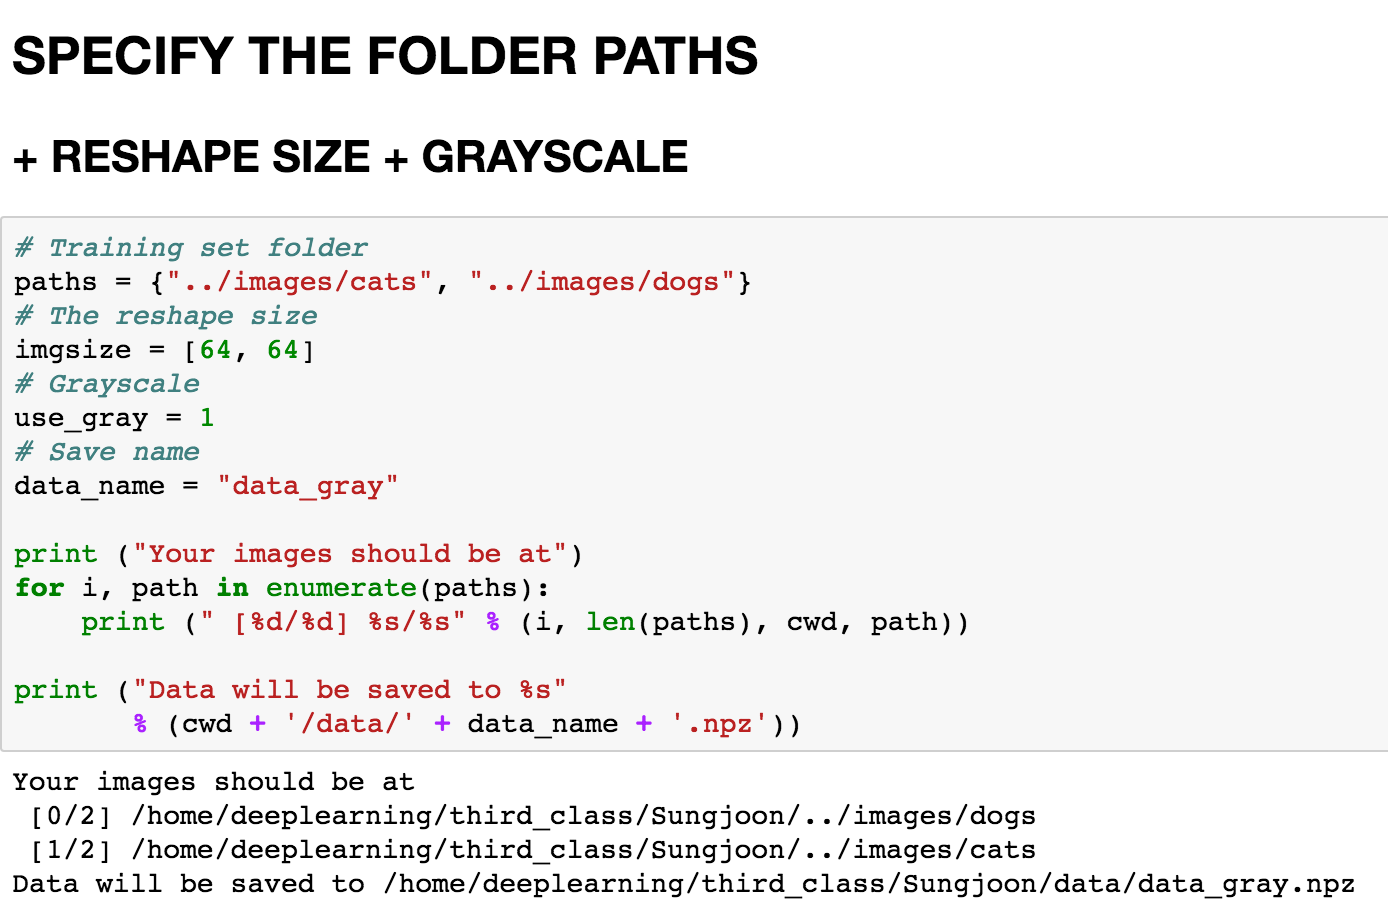 SPECIFY THE FOLDER PATHS
+ RESHAPE SIZE + GRAYSCALE
# Training set folder
paths = {"../images/cats", "../images/dogs"}
# The reshape size
imgsize = [64, 64]
# Grayscale
use_gray = 1
# Save name
data_name = "data_gray"
print ("Your images should be at")
for i, path in enumerate(paths):
    print (" [%d/%d] %s/%s" % (i, len(paths), cwd, path))
print ("Data will be saved to %s"
       % (cwd + '/data/' + data_name + '.npz'))
Your images should be at
 [0/2] /home/deeplearning/third_class/Sungjoon/../images/dogs
 [1/2] /home/deeplearning/third_class/Sungjoon/../images/cats
Data will be saved to /home/deeplearning/third_class/Sungjoon/data/data_gray.npz